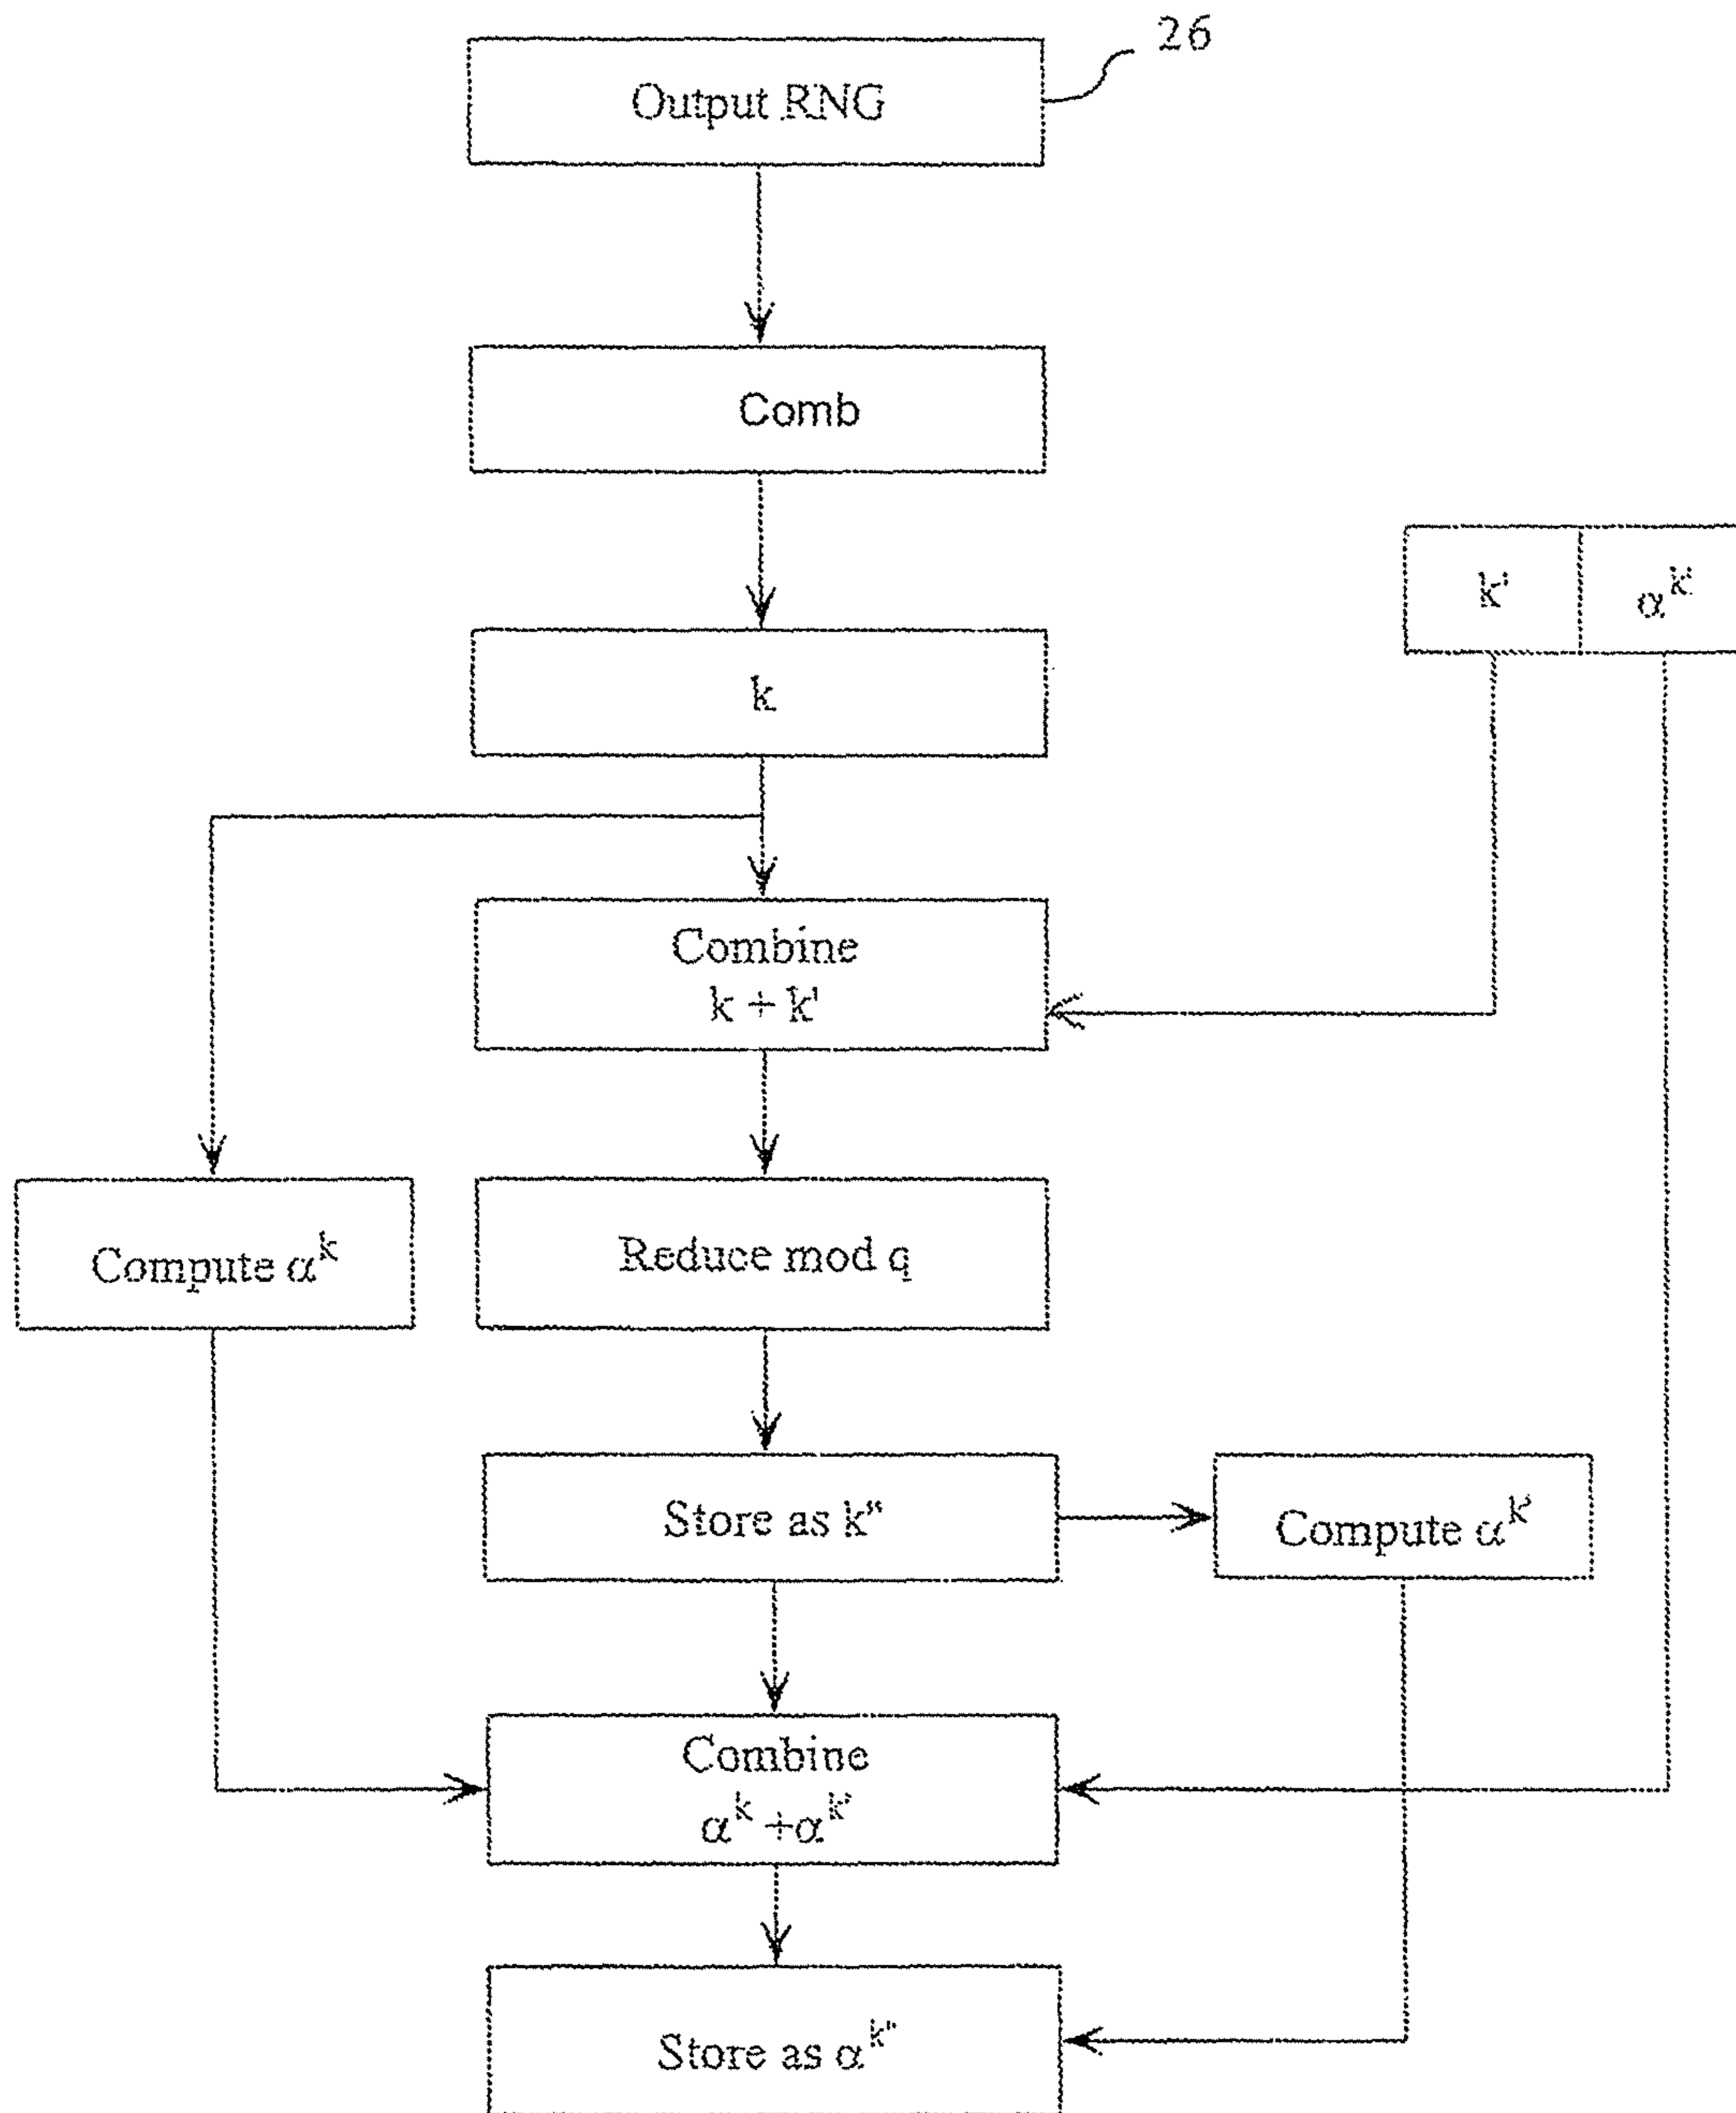 26
Output RNG
Comb
k' α^k'
k
Combine
k + k'
Compute α^k
Reduce mod q
Store as k"
Compute α^k'
Combine
α^k +α^k'
Store as α^k"